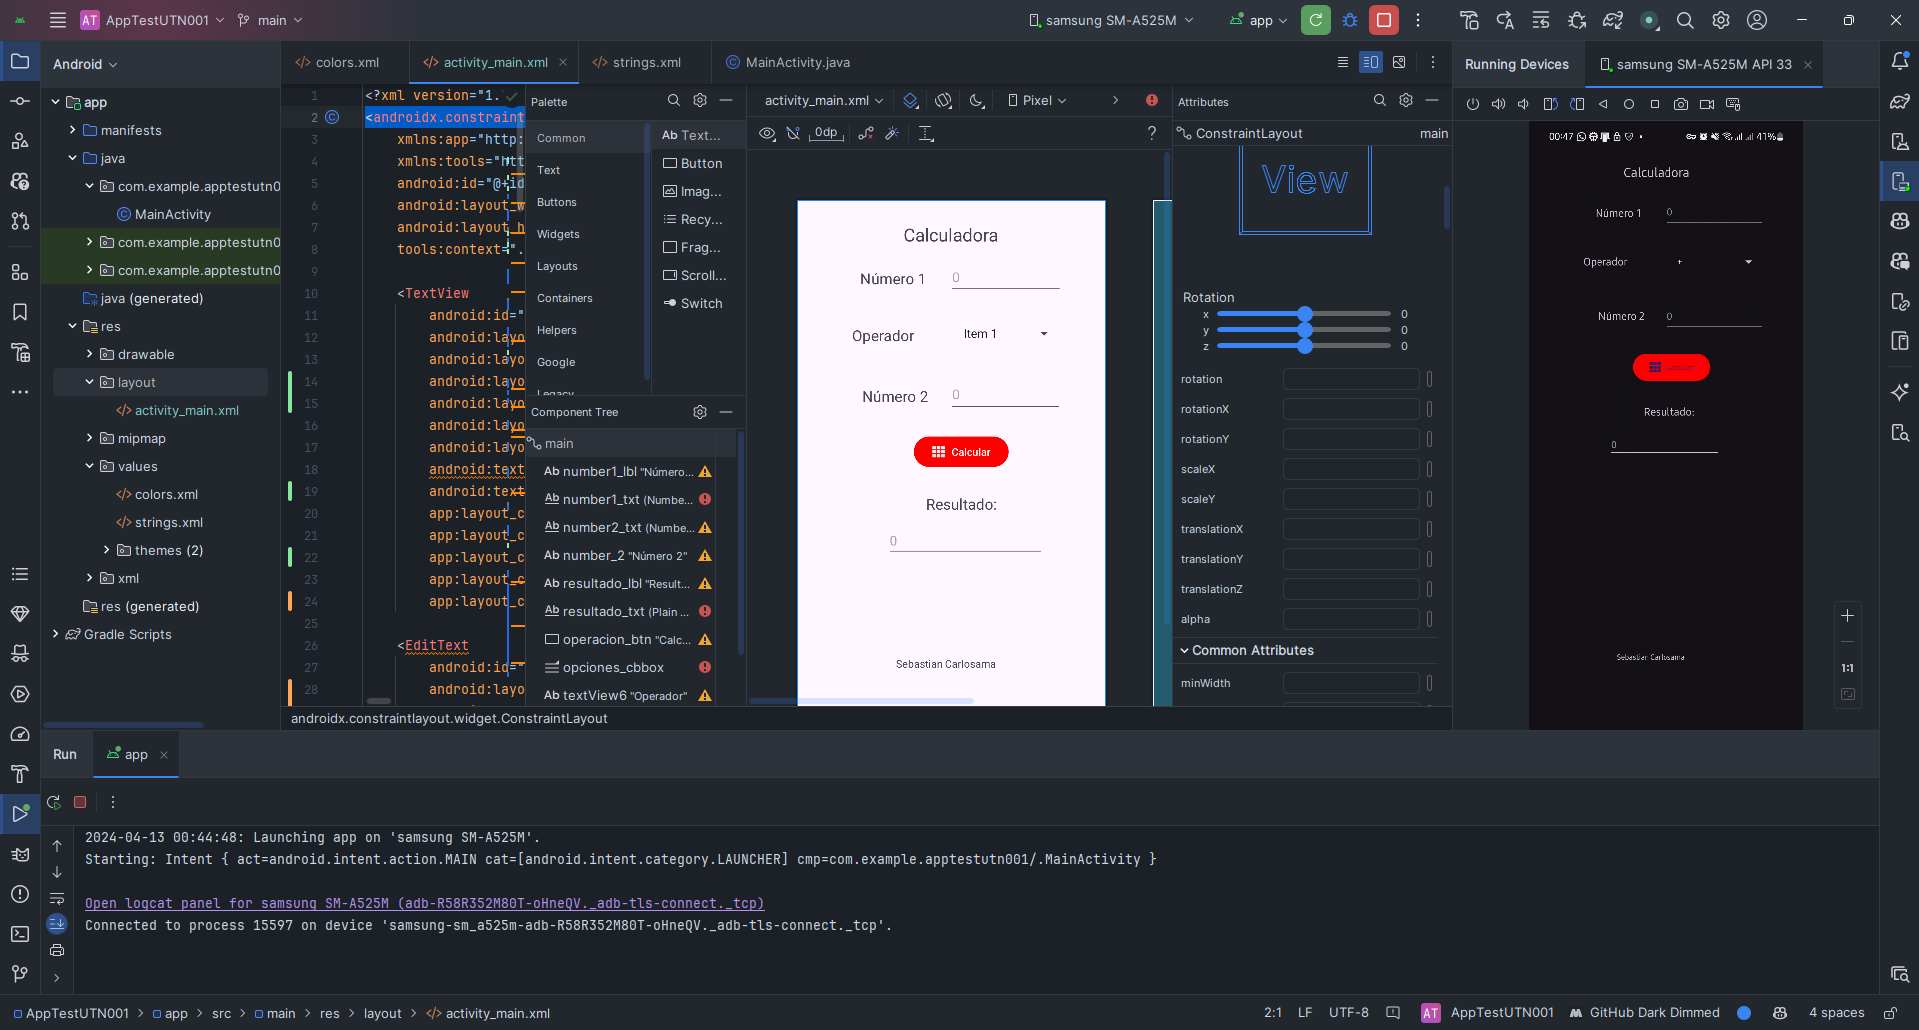 AT AppTestUTN001 main samsung SM-A525M app
Android
colors.xml activity_main.xml strings.xml MainActivity.java
Running Devices samsung SM-A525M API 33
app
manifests
java
com.example.apptestutn0
MainActivity
com.example.apptestutn0
com.example.apptestutn0
java (generated)
res
drawable
layout
activity_main.xml
mipmap
values
colors.xml
strings.xml
themes (2)
xml
res (generated)
Gradle Scripts
1 <?xml version="1.
2 <androidx.constraint
3 xmlns:app="http:
4 xmlns:tools="htt
5 android:id="@+id
6 android:layout_w
7 android:layout_h
8 tools:context=".
9
10 <TextView
11 android:id="
12 android:layo
13 android:layo
14 android:layo
15 android:layo
16 android:layo
17 android:layo
18 android:text
19 android:text
20 app:layout_c
21 app:layout_c
22 app:layout_c
23 app:layout_c
24 app:layout_c
25
26 <EditText
27 android:id="
28 android:layo
androidx.constraintlayout.widget.ConstraintLayout
Palette
Common
Text
Buttons
Widgets
Layouts
Containers
Helpers
Google
Legacy
Ab Text...
Button
Imag...
Recy...
Frag...
Scroll...
Switch
Component Tree
main
Ab number1_lbl "Número...
Ab number1_txt (Numbe...
Ab number2_txt (Numbe...
Ab number_2 "Número 2"
Ab resultado_lbl "Result...
Ab resultado_txt (Plain ...
operacion_btn "Calc...
opciones_cbbox
Ab textView6 "Operador"
activity_main.xml Pixel
0dp ?
Calculadora
Número 1 0
Operador Item 1
Número 2 0
Calcular
Resultado:
0
Sebastian Carlosama
Attributes
ConstraintLayout main
View
Rotation
x 0
y 0
z 0
rotation
rotationX
rotationY
scaleX
scaleY
translationX
translationY
translationZ
alpha
Common Attributes
minWidth
00:47 41%
Calculadora
Número 1 0
Operador +
Número 2 0
Calcular
Resultado:
0
Sebastian Carlosama
1:1
Run app
2024-04-13 00:44:48: Launching app on 'samsung SM-A525M'.
Starting: Intent { act=android.intent.action.MAIN cat=[android.intent.category.LAUNCHER] cmp=com.example.apptestutn001/.MainActivity }
Open logcat panel for samsung SM-A525M (adb-R58R352M80T-oHneQV._adb-tls-connect._tcp)
Connected to process 15597 on device 'samsung-sm_a525m-adb-R58R352M80T-oHneQV._adb-tls-connect._tcp'.
AppTestUTN001 > app > src > main > res > layout > activity_main.xml
2:1 LF UTF-8 AT AppTestUTN001 GitHub Dark Dimmed 4 spaces